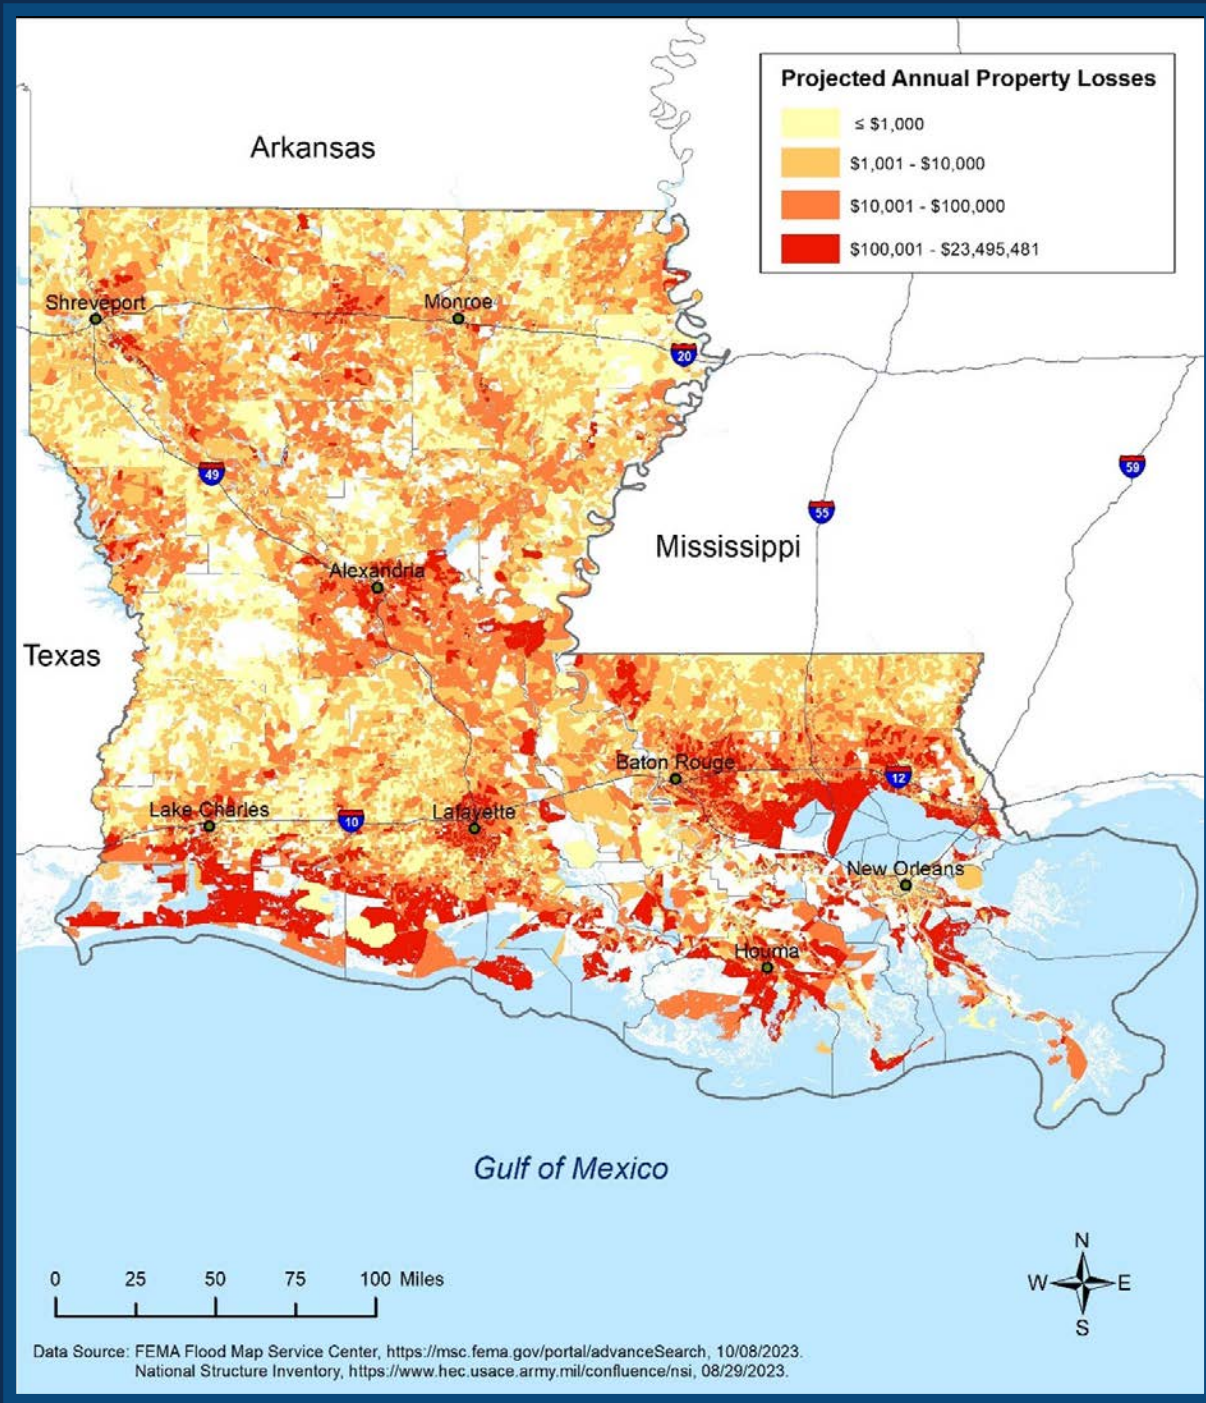 Projected Annual Property Losses
≤ $1,000
$1,001 - $10,000
$10,001 - $100,000
$100,001 - $23,495,481
Arkansas
Shreveport
Monroe
20
49
59
55
Mississippi
Alexandria
Texas
Baton Rouge
12
Lake Charles
10
Lafayette
New Orleans
Houma
Gulf of Mexico
N
W E
S
0 25 50 75 100 Miles
Data Source: FEMA Flood Map Service Center, https://msc.fema.gov/portal/advanceSearch, 10/08/2023.
National Structure Inventory, https://www.hec.usace.army.mil/confluence/nsi, 08/29/2023.